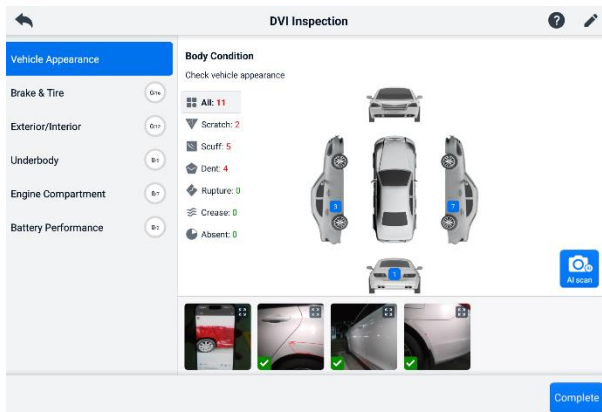 DVI Inspection
Vehicle Appearance
Brake & Tire
Exterior/Interior
Underbody
Engine Compartment
Battery Performance
Body Condition
Check vehicle appearance
All: 11
Scratch: 2
Scuff: 5
Dent: 4
Rupture: 0
Crease: 0
Absent: 0
3
7
1
AI scan
Complete